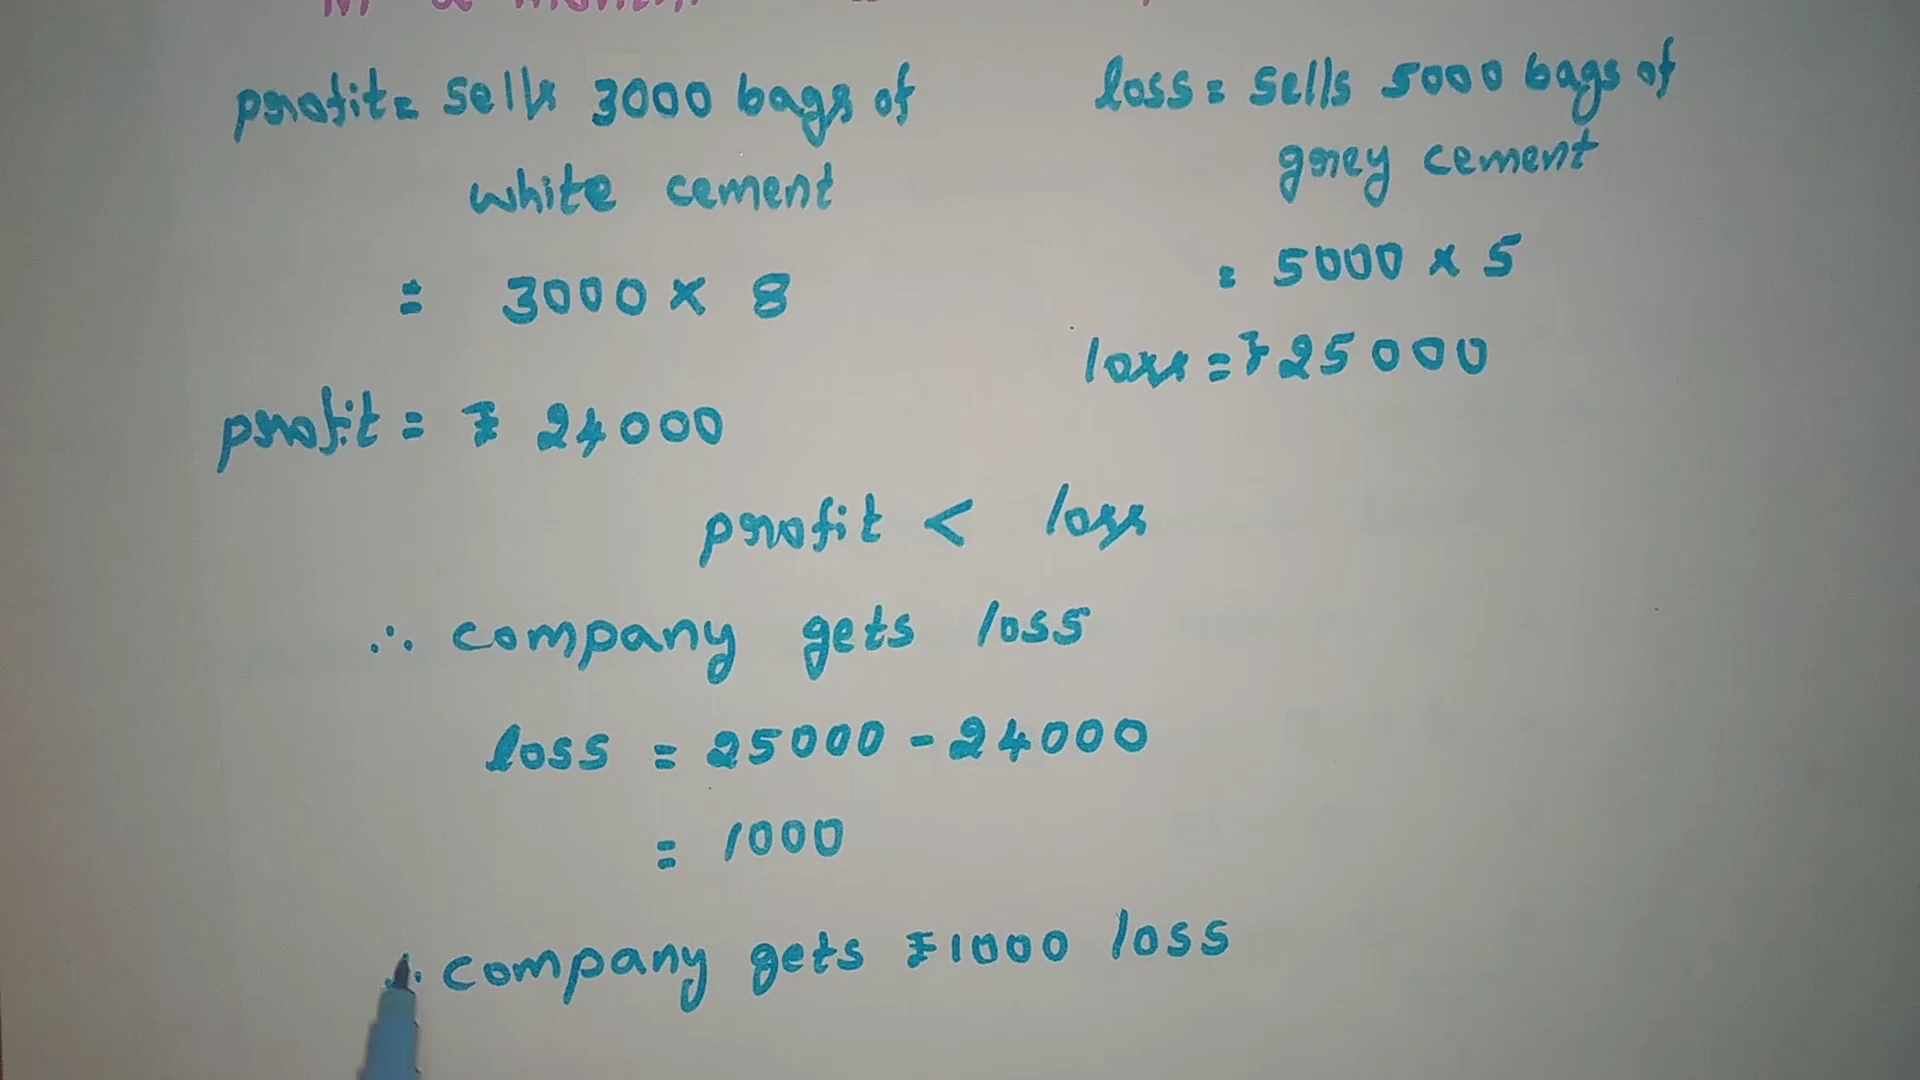 profit= sells 3000 bags of
white cement
= 3000 × 8
profit = ₹ 24000
loss = sells 5000 bags of
grey cement
= 5000 × 5
loss = ₹ 25000
profit < loss
∴ company gets loss
loss = 25000 - 24000
= 1000
∴ company gets ₹1000 loss